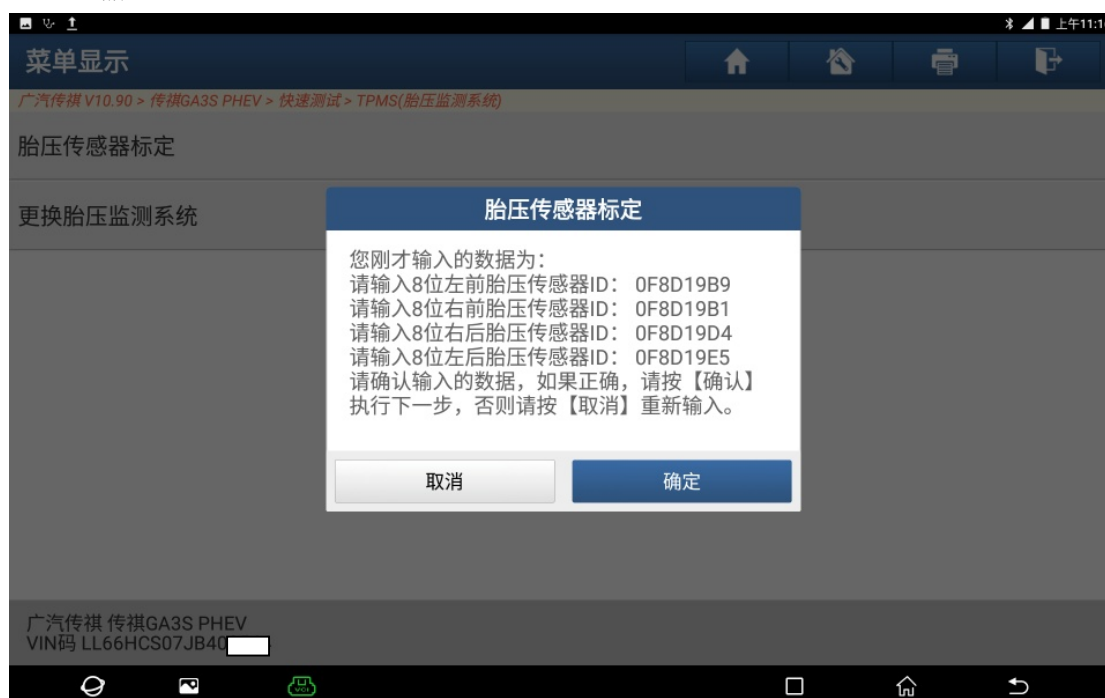 上午11:1
菜单显示
广汽传祺 V10.90 > 传祺GA3S PHEV > 快速测试 > TPMS(胎压监测系统)
胎压传感器标定
更换胎压监测系统
胎压传感器标定
您刚才输入的数据为：
请输入8位左前胎压传感器ID： 0F8D19B9
请输入8位右前胎压传感器ID： 0F8D19B1
请输入8位右后胎压传感器ID： 0F8D19D4
请输入8位左后胎压传感器ID： 0F8D19E5
请确认输入的数据，如果正确，请按【确认】
执行下一步，否则请按【取消】重新输入。
取消
确定
广汽传祺 传祺GA3S PHEV
VIN码 LL66HCS07JB40
VCI